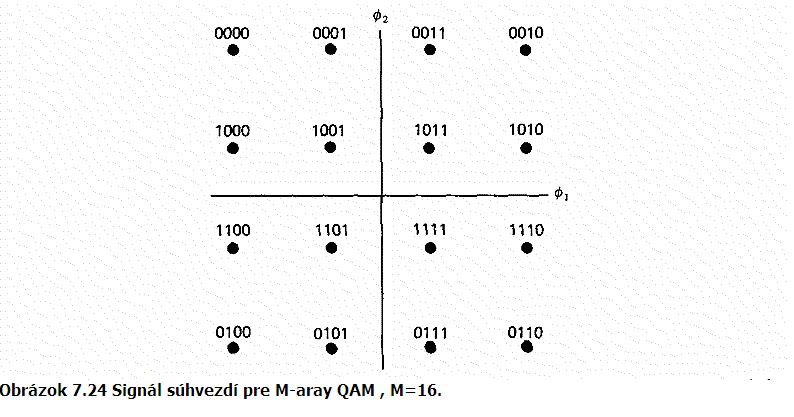 ϕ2
0000 0001 0011 0010
1000 1001 1011 1010
ϕ1
1100 1101 1111 1110
0100 0101 0111 0110
Obrázok 7.24 Signál súhvezdí pre M-aray QAM , M=16.